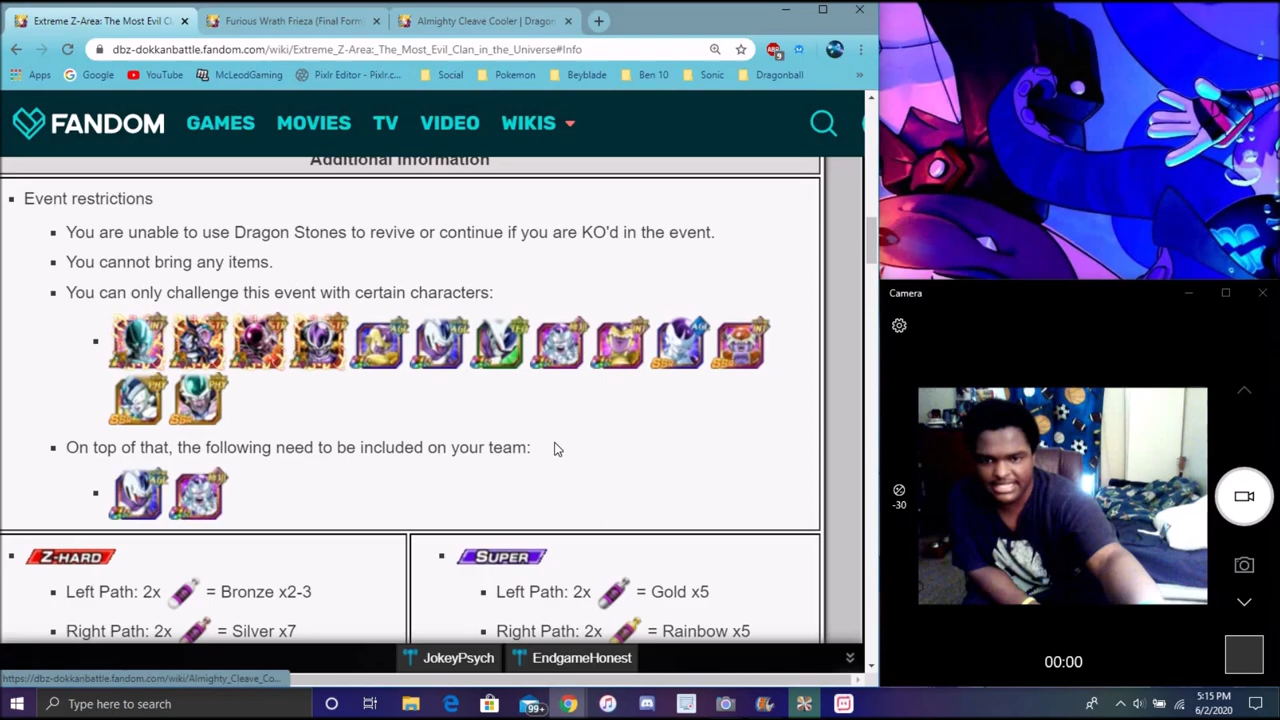 Extreme Z-Area: The Most Evil Cl
Furious Wrath Frieza (Final Form
Almighty Cleave Cooler | Dragon
dbz-dokkanbattle.fandom.com/wiki/Extreme_Z-Area:_The_Most_Evil_Clan_in_the_Universe#Info
Apps Google YouTube McLeodGaming Pixlr Editor - Pixlr.c... Social Pokemon Beyblade Ben 10 Sonic Dragonball »
FANDOM GAMES MOVIES TV VIDEO WIKIS
Additional Information
Event restrictions
You are unable to use Dragon Stones to revive or continue if you are KO'd in the event.
You cannot bring any items.
You can only challenge this event with certain characters:
On top of that, the following need to be included on your team:
Z-HARD
Left Path: 2x = Bronze x2-3
Right Path: 2x = Silver x7
SUPER
Left Path: 2x = Gold x5
Right Path: 2x = Rainbow x5
JokeyPsych EndgameHonest
https://dbz-dokkanbattle.fandom.com/wiki/Almighty_Cleave_Co...
Camera
-30
00:00
Type here to search
99+
5:15 PM
6/2/2020